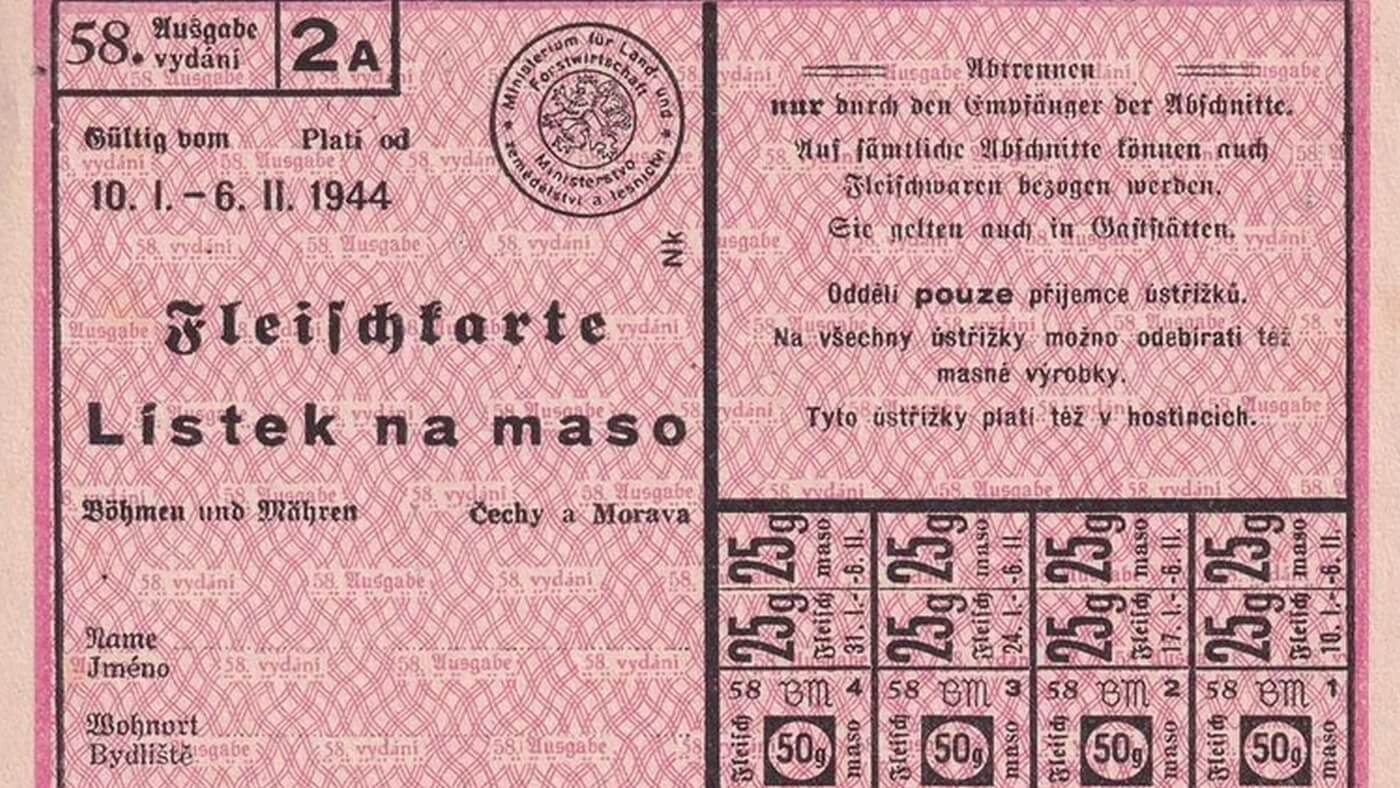 58. Ausgabe
vydání
2A
Gültig vom Platí od
10. I. – 6. II. 1944
Ministerium für Land- und
Forstwirtschaft
Ministerstvo
zemědělství a lesnictví
Nk
Fleischkarte
Lístek na maso
Böhmen und Mähren Čechy a Morava
Name
Jméno
Wohnort
Bydliště
Abtrennen
nur durch den Empfänger der Abschnitte.
Auf sämtliche Abschnitte können auch
Fleischwaren bezogen werden.
Sie gelten auch in Gaststätten.
Oddělí pouze příjemce ústřižků.
Na všechny ústřižky možno odebírati též
masné výrobky.
Tyto ústřižky platí též v hostincích.
25g maso -6. II.
25g maso -6. II.
25g maso -6. II.
25g maso -6. II.
25g Fleisch 31. I.-
25g Fleisch 24. I.-
25g Fleisch 17. I.-
25g Fleisch 10. I.-
58 BM 4
58 BM 3
58 BM 2
58 BM 1
Fleisch 50g maso
Fleisch 50g maso
Fleisch 50g maso
Fleisch 50g maso
58. vydání 58. Ausgabe